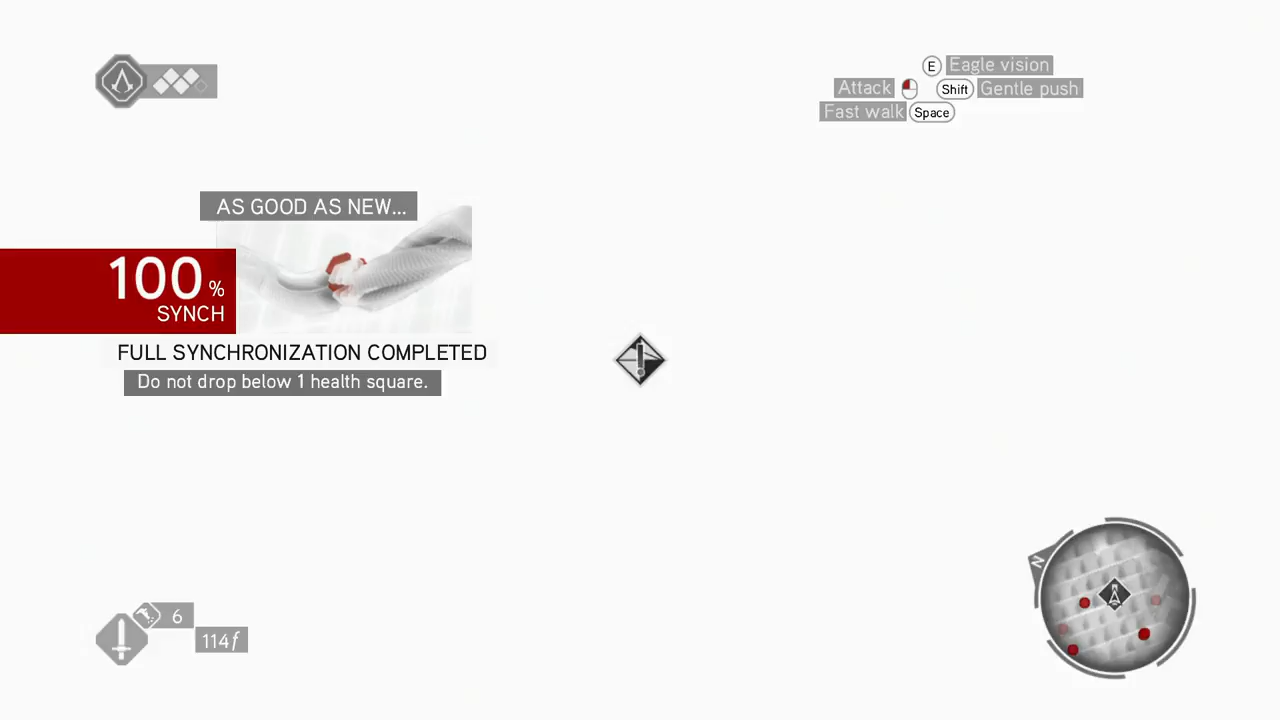 E Eagle vision
Attack Shift Gentle push
Fast walk Space
AS GOOD AS NEW...
100 %
SYNCH
FULL SYNCHRONIZATION COMPLETED
Do not drop below 1 health square.
N
6
114ƒ